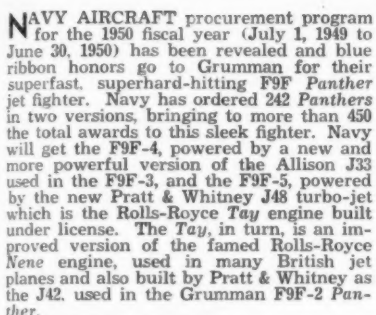 NAVY AIRCRAFT procurement program
for the 1950 fiscal year (July 1, 1949 to
June 30, 1950) has been revealed and blue
ribbon honors go to Grumman for their
superfast, superhard-hitting F9F Panther
jet fighter. Navy has ordered 242 Panthers
in two versions, bringing to more than 450
the total awards to this sleek fighter. Navy
will get the F9F-4, powered by a new and
more powerful version of the Allison J33
used in the F9F-3, and the F9F-5, powered
by the new Pratt & Whitney J48 turbo-jet
which is the Rolls-Royce Tay engine built
under license. The Tay, in turn, is an im-
proved version of the famed Rolls-Royce
Nene engine, used in many British jet
planes and also built by Pratt & Whitney as
the J42, used in the Grumman F9F-2 Pan-
ther.